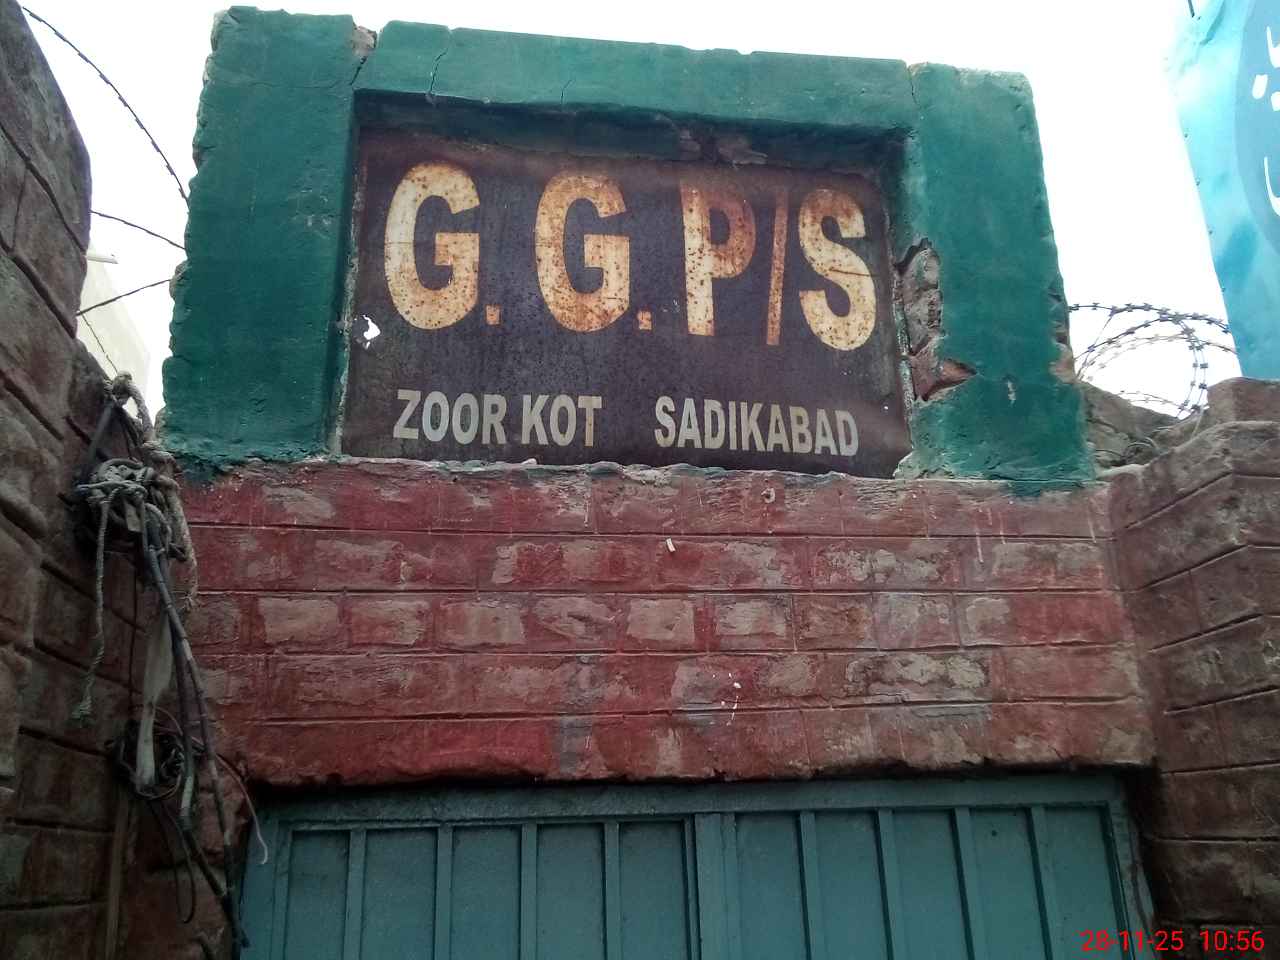 G. G. P/S
ZOOR KOT SADIKABAD
28-11-25 10:56